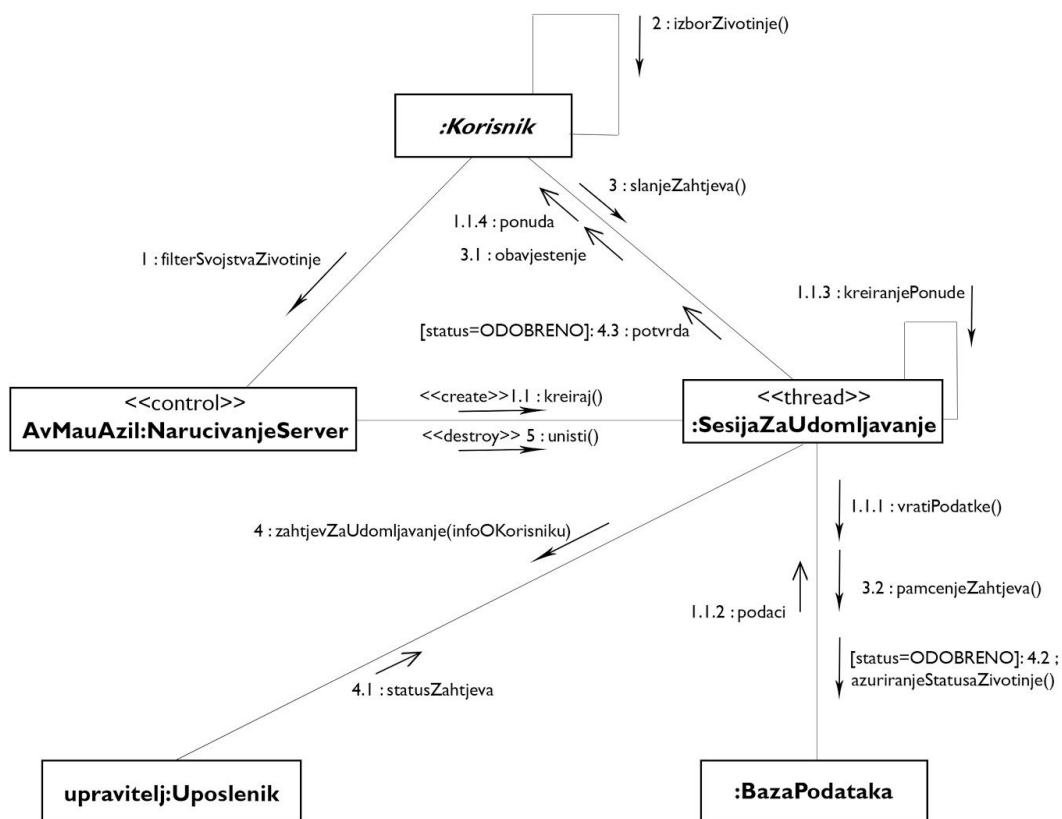 2 : izborZivotinje()
:Korisnik
3 : slanjeZahtjeva()
1.1.4 : ponuda
3.1 : obavjestenje
1 : filterSvojstvaZivotinje
1.1.3 : kreiranjePonude
[status=ODOBRENO]: 4.3 : potvrda
<<control>>
AvMauAzil:NarucivanjeServer
<<create>> 1.1 : kreiraj()
<<destroy>> 5 : unisti()
<<thread>>
:SesijaZaUdomljavanje
1.1.1 : vratiPodatke()
4 : zahtjevZaUdomljavanje(infoOKorisniku)
3.2 : pamcenjeZahtjeva()
1.1.2 : podaci
[status=ODOBRENO]: 4.2 ;
azuriranjeStatusaZivotinje()
4.1 : statusZahtjeva
upravitelj:Uposlenik
:BazaPodataka